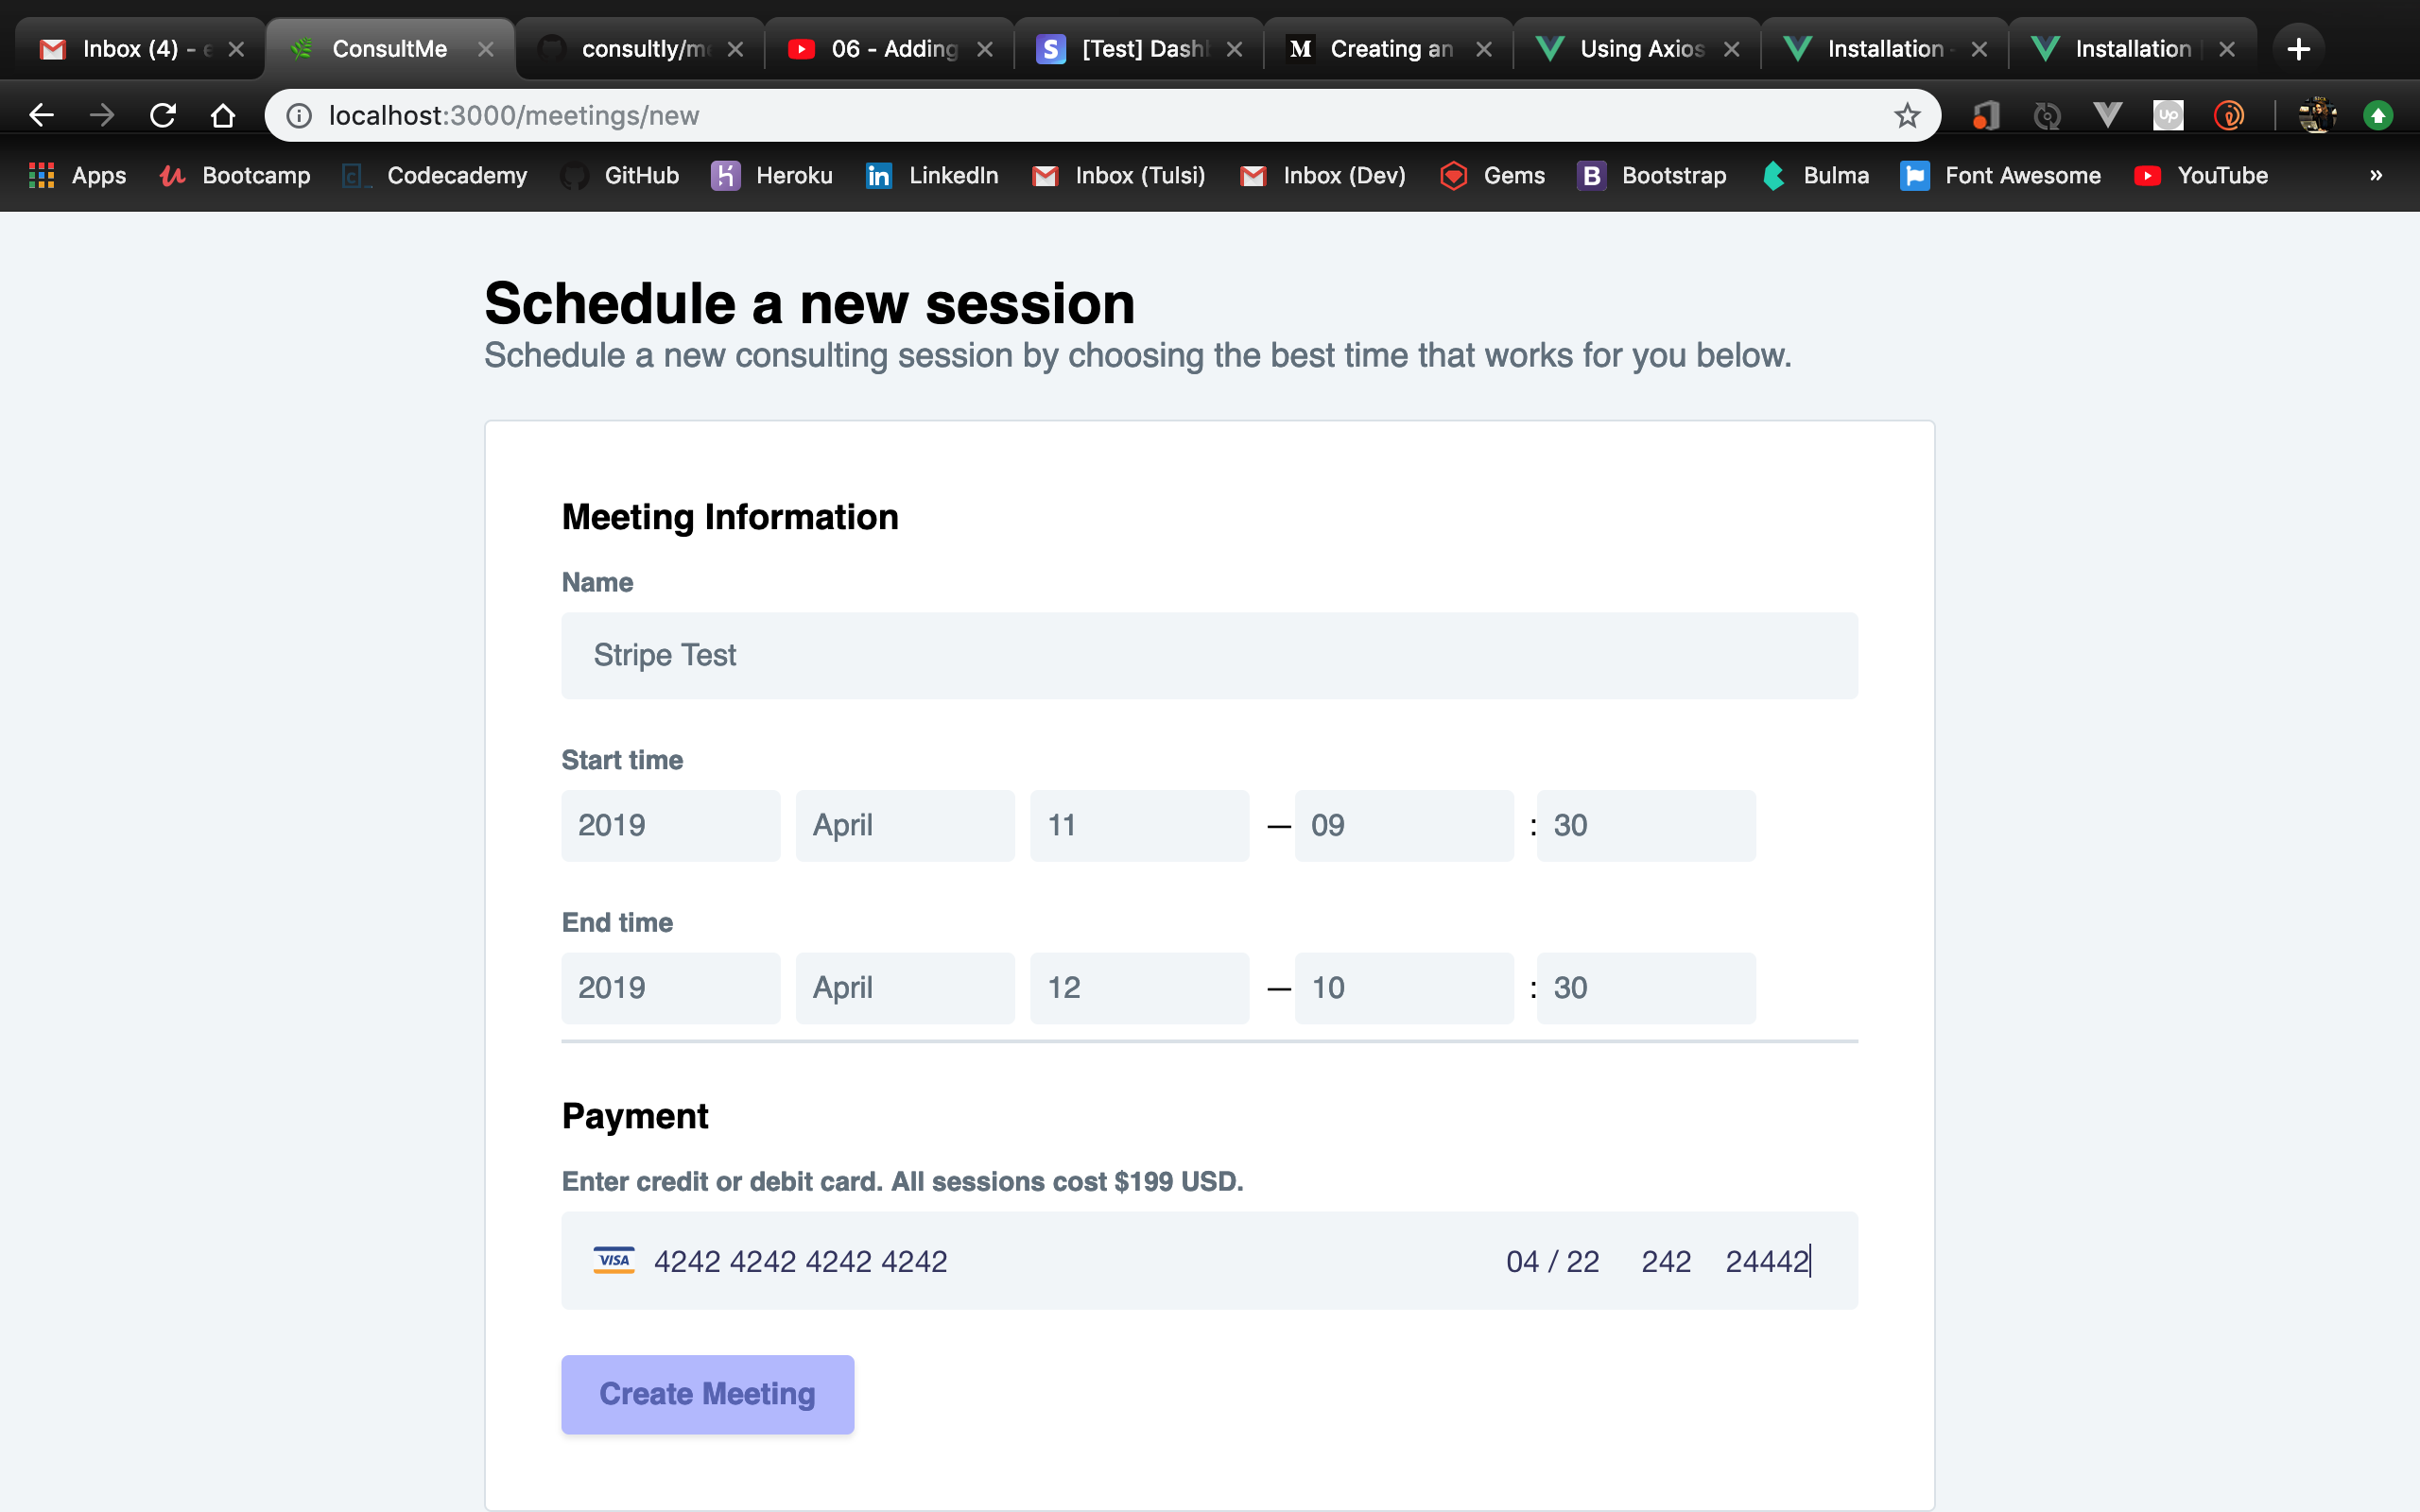 Inbox (4) -
ConsultMe
consultly/m
06 - Adding
[Test] Dash
Creating an
Using Axios
Installation -
Installation
localhost:3000/meetings/new
Apps
Bootcamp
Codecademy
GitHub
Heroku
LinkedIn
Inbox (Tulsi)
Inbox (Dev)
Gems
Bootstrap
Bulma
Font Awesome
YouTube
»
Schedule a new session
Schedule a new consulting session by choosing the best time that works for you below.
Meeting Information
Name
Stripe Test
Start time
2019 April 11 — 09 : 30
End time
2019 April 12 — 10 : 30
Payment
Enter credit or debit card. All sessions cost $199 USD.
VISA 4242 4242 4242 4242 04 / 22 242 24442
Create Meeting